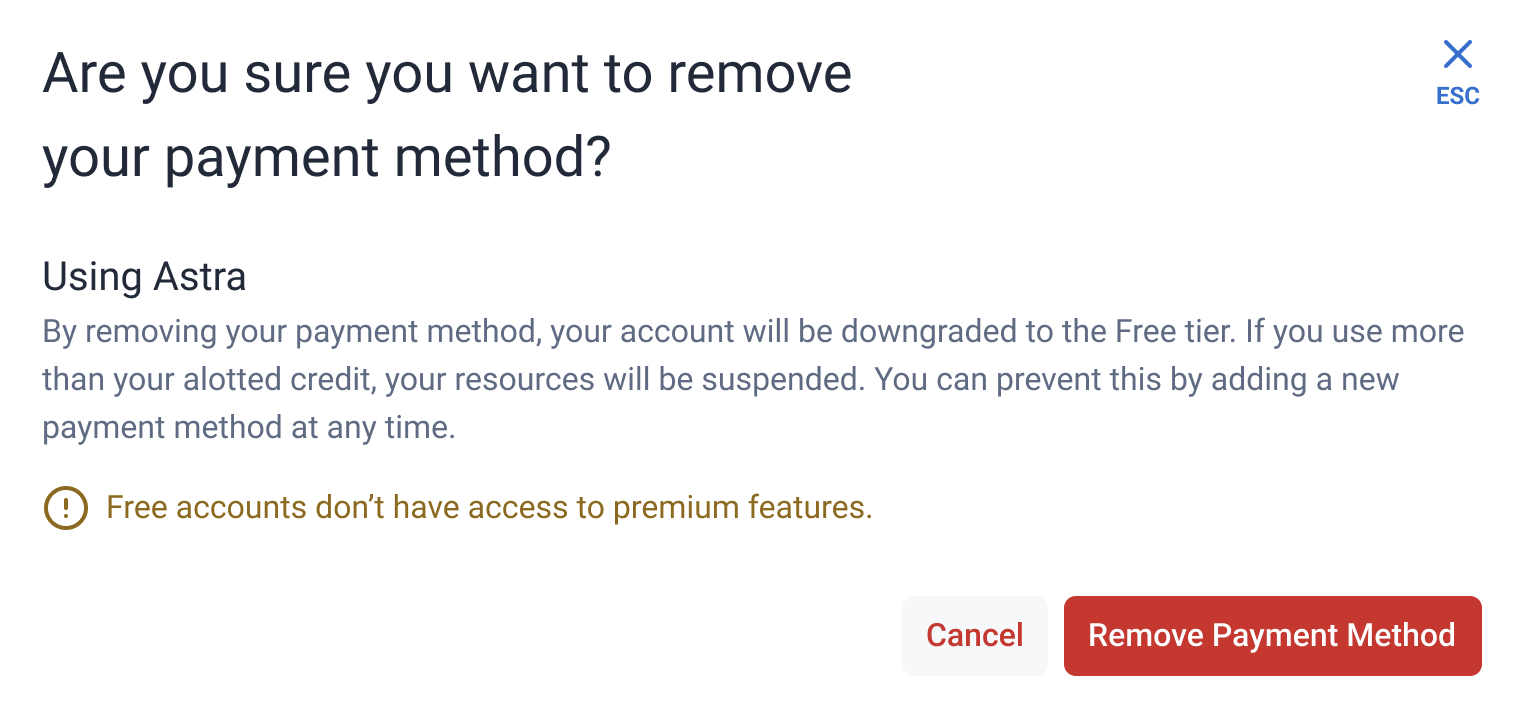 Are you sure you want to remove
your payment method?
ESC
Using Astra
By removing your payment method, your account will be downgraded to the Free tier. If you use more
than your alotted credit, your resources will be suspended. You can prevent this by adding a new
payment method at any time.
Free accounts don’t have access to premium features.
Cancel
Remove Payment Method